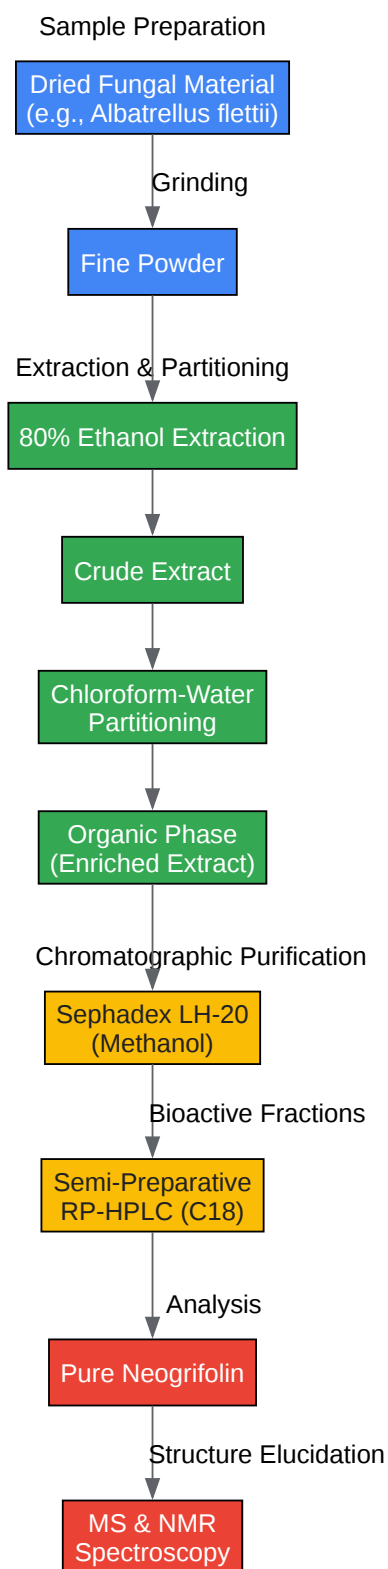 Sample Preparation
Dried Fungal Material
(e.g., Albatrellus flettii)
Grinding
Fine Powder
Extraction & Partitioning
80% Ethanol Extraction
Crude Extract
Chloroform-Water
Partitioning
Organic Phase
(Enriched Extract)
Chromatographic Purification
Sephadex LH-20
(Methanol)
Bioactive Fractions
Semi-Preparative
RP-HPLC (C18)
Analysis
Pure Neogrifolin
Structure Elucidation
MS & NMR
Spectroscopy